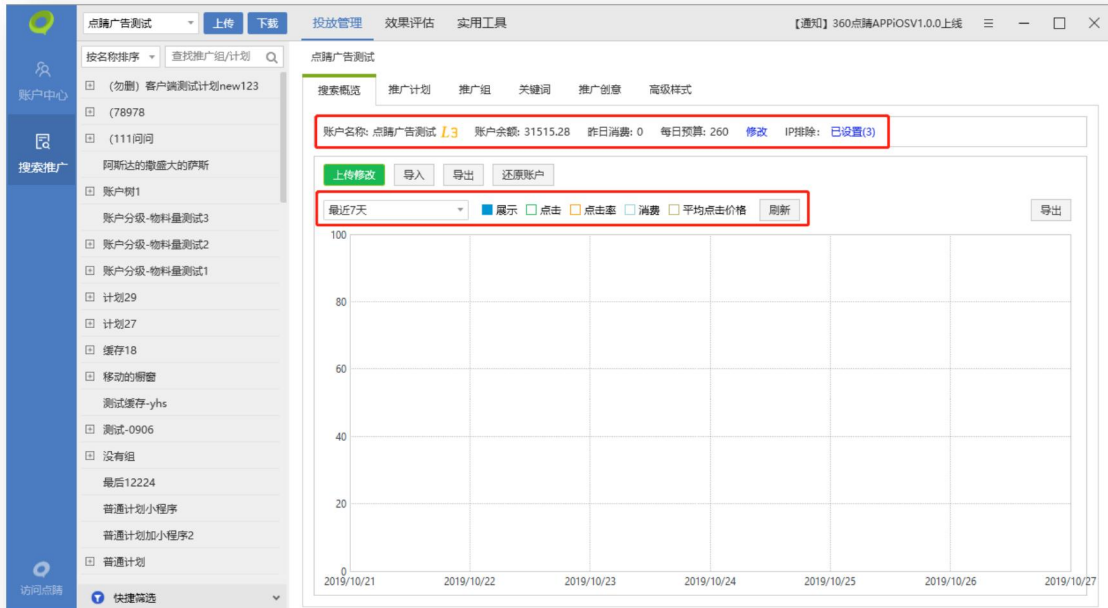 点睛广告测试 上传 下载
投放管理 效果评估 实用工具
【通知】360点睛APPiOSV1.0.0上线
账户中心
搜索推广
访问点睛
按名称排序 查找推广组/计划
(勿删) 客户端测试计划new123
(78978
(111问问
阿斯达的撒盛大的萨斯
账户树1
账户分级-物料量测试3
账户分级-物料量测试2
账户分级-物料量测试1
计划29
计划27
缓存18
移动的橱窗
测试缓存-yhs
测试-0906
没有组
最后12224
普通计划小程序
普通计划加小程序2
普通计划
快捷筛选
点睛广告测试
搜索概览 推广计划 推广组 关键词 推广创意 高级样式
账户名称: 点睛广告测试 L3 账户余额: 31515.28 昨日消费: 0 每日预算: 260 修改 IP排除: 已设置(3)
上传修改 导入 导出 还原账户
最近7天 展示 点击 点击率 消费 平均点击价格 刷新 导出
100
80
60
40
20
0
2019/10/21 2019/10/22 2019/10/23 2019/10/24 2019/10/25 2019/10/26 2019/10/27